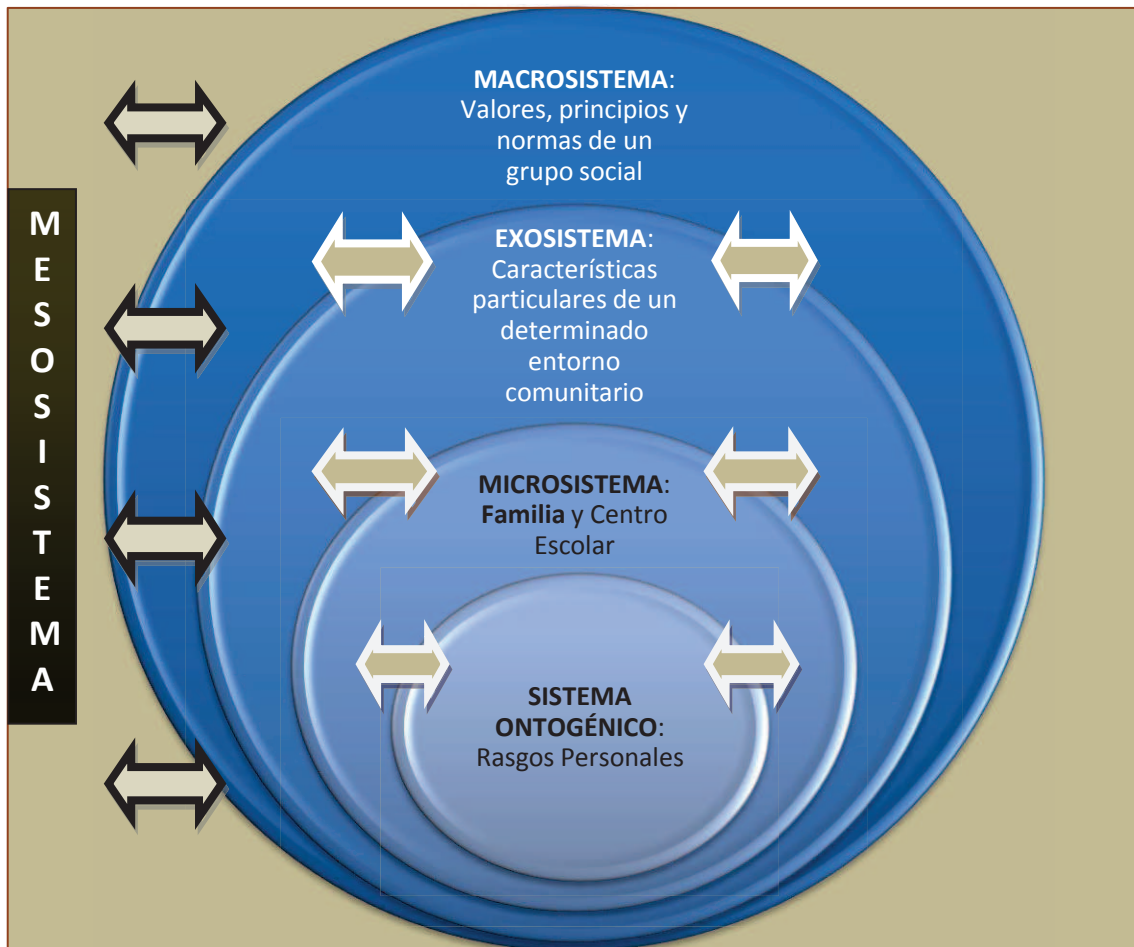 MACROSISTEMA:
Valores, principios y
normas de un
grupo social
EXOSISTEMA:
Característícas
particulares de un
determinado
entorno
comunitario
MICROSISTEMA:
Familia y Centro
Escolar
SISTEMA
ONTOGÉNICO:
Rasgos Personales
M
E
S
O
S
I
S
T
E
M
A